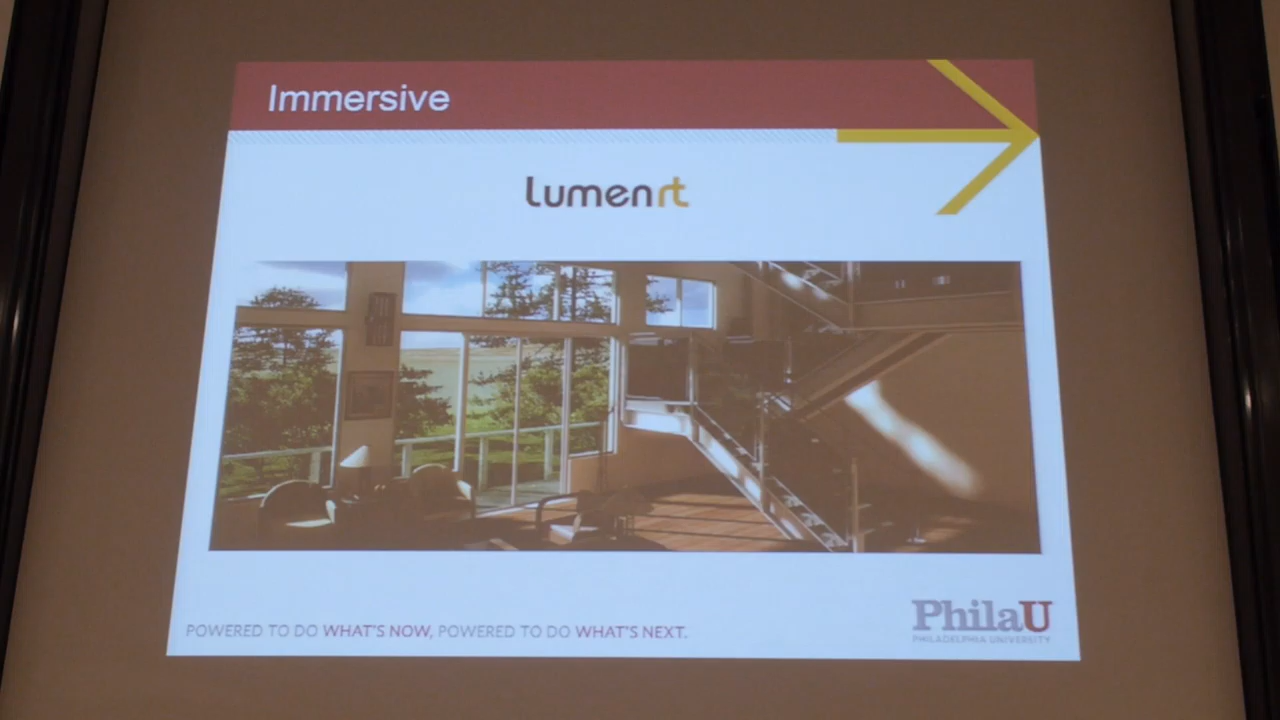 Immersive
Lumenrt
POWERED TO DO WHAT'S NOW, POWERED TO DO WHAT'S NEXT.
PhilaU
PHILADELPHIA UNIVERSITY